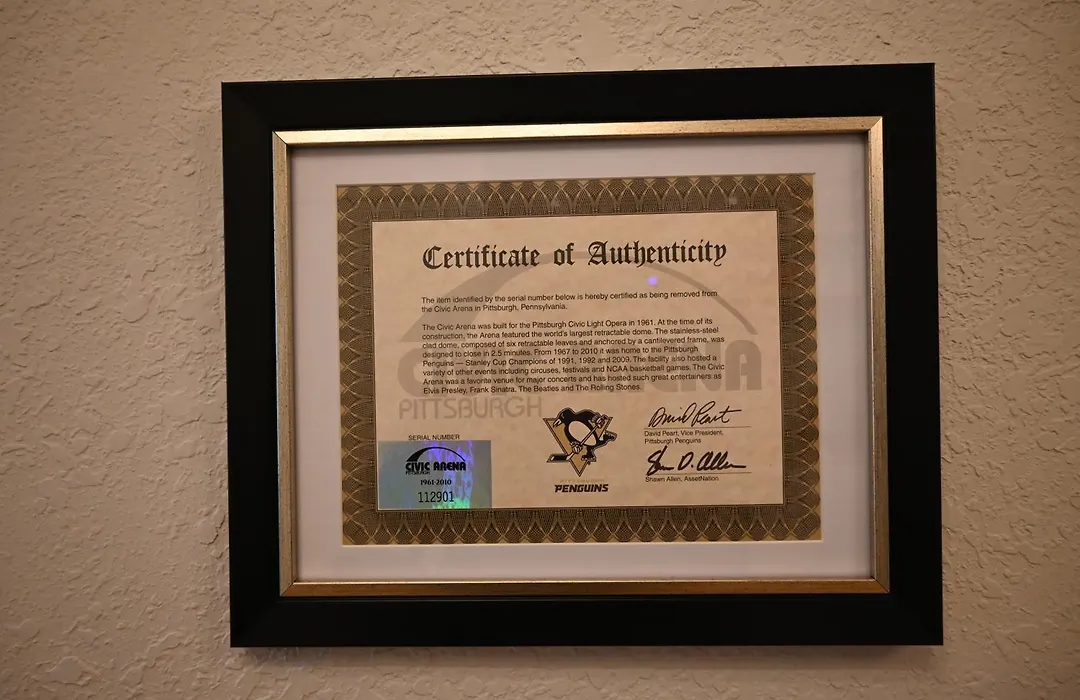 Certificate of Authenticity
The item identified by the serial number below is hereby certified as being removed from
the Civic Arena in Pittsburgh, Pennsylvania.
The Civic Arena was built for the Pittsburgh Civic Light Opera in 1961. At the time of its
construction, the Arena featured the world's largest retractable dome. The stainless-steel
clad dome, composed of six retractable leaves and anchored by a cantilevered frame, was
designed to close in 2.5 minutes. From 1967 to 2010 it was home to the Pittsburgh
Penguins — Stanley Cup Champions of 1991, 1992 and 2009. The facility also hosted a
variety of other events including circuses, festivals and NCAA basketball games. The Civic
Arena was a favorite venue for major concerts and has hosted such great entertainers as
Elvis Presley, Frank Sinatra, The Beatles and The Rolling Stones.
PITTSBURGH
David Peart
David Peart, Vice President,
Pittsburgh Penguins
Shawn D. Allen
Shawn Allen, AssetNation
SERIAL NUMBER
CIVIC ARENA
PITTSBURGH
1961-2010
112901
PENGUINS